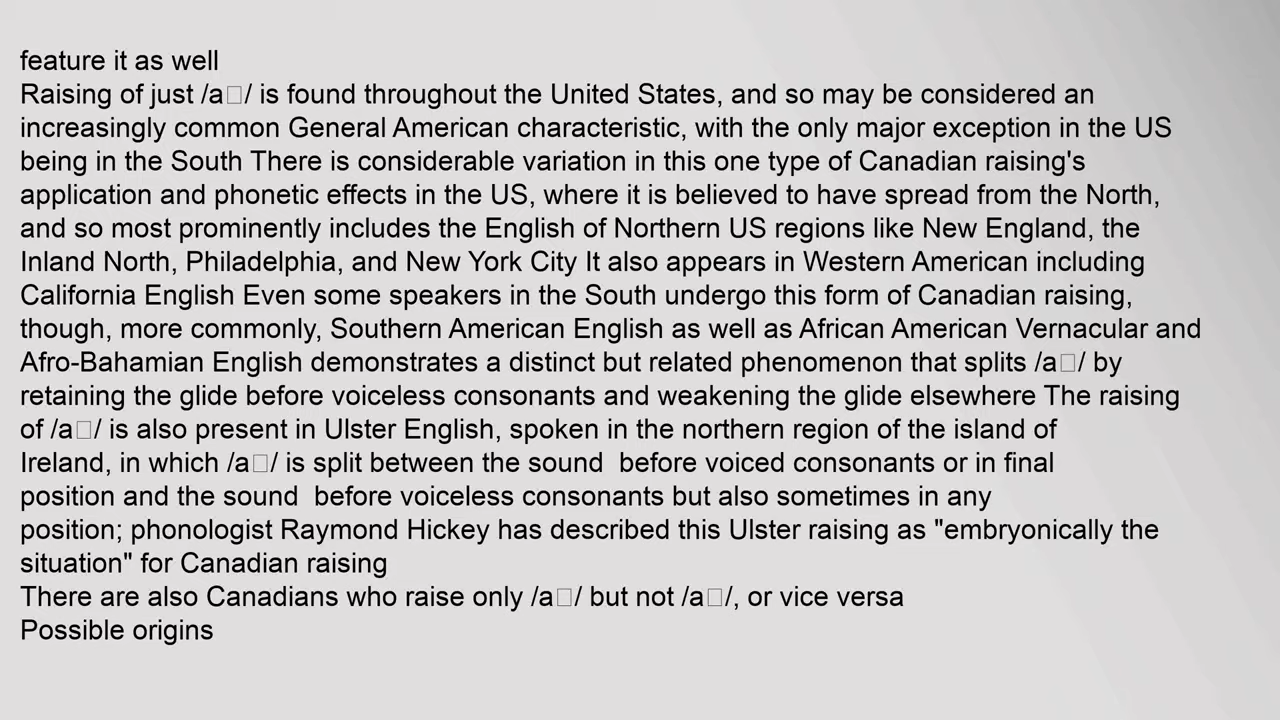 feature it as well
Raising of just /a□/ is found throughout the United States, and so may be considered an
increasingly common General American characteristic, with the only major exception in the US
being in the South There is considerable variation in this one type of Canadian raising's
application and phonetic effects in the US, where it is believed to have spread from the North,
and so most prominently includes the English of Northern US regions like New England, the
Inland North, Philadelphia, and New York City It also appears in Western American including
California English Even some speakers in the South undergo this form of Canadian raising,
though, more commonly, Southern American English as well as African American Vernacular and
Afro-Bahamian English demonstrates a distinct but related phenomenon that splits /a□/ by
retaining the glide before voiceless consonants and weakening the glide elsewhere The raising
of /a□/ is also present in Ulster English, spoken in the northern region of the island of
Ireland, in which /a□/ is split between the sound  before voiced consonants or in final
position and the sound  before voiceless consonants but also sometimes in any
position; phonologist Raymond Hickey has described this Ulster raising as "embryonically the
situation" for Canadian raising
There are also Canadians who raise only /a□/ but not /a□/, or vice versa
Possible origins